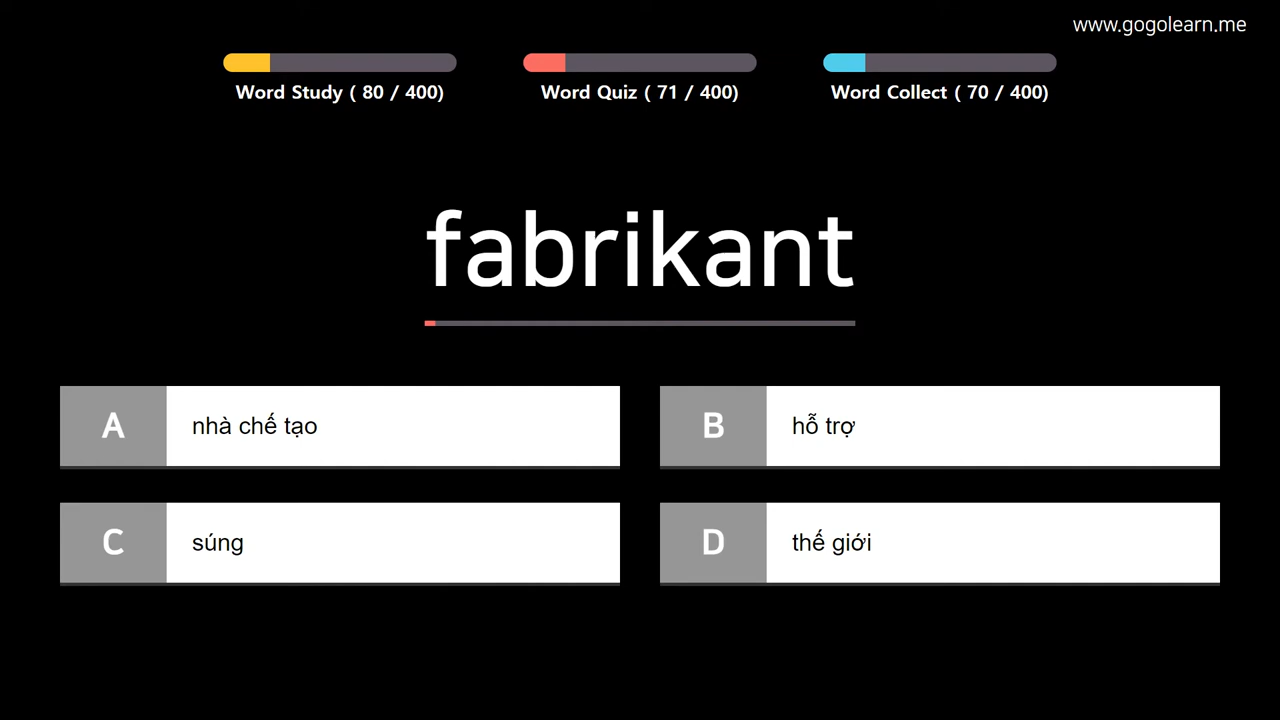 www.gogolearn.me
Word Study ( 80 / 400)
Word Quiz ( 71 / 400)
Word Collect ( 70 / 400)
fabrikant
A nhà chế tạo
B hỗ trợ
C súng
D thế giới